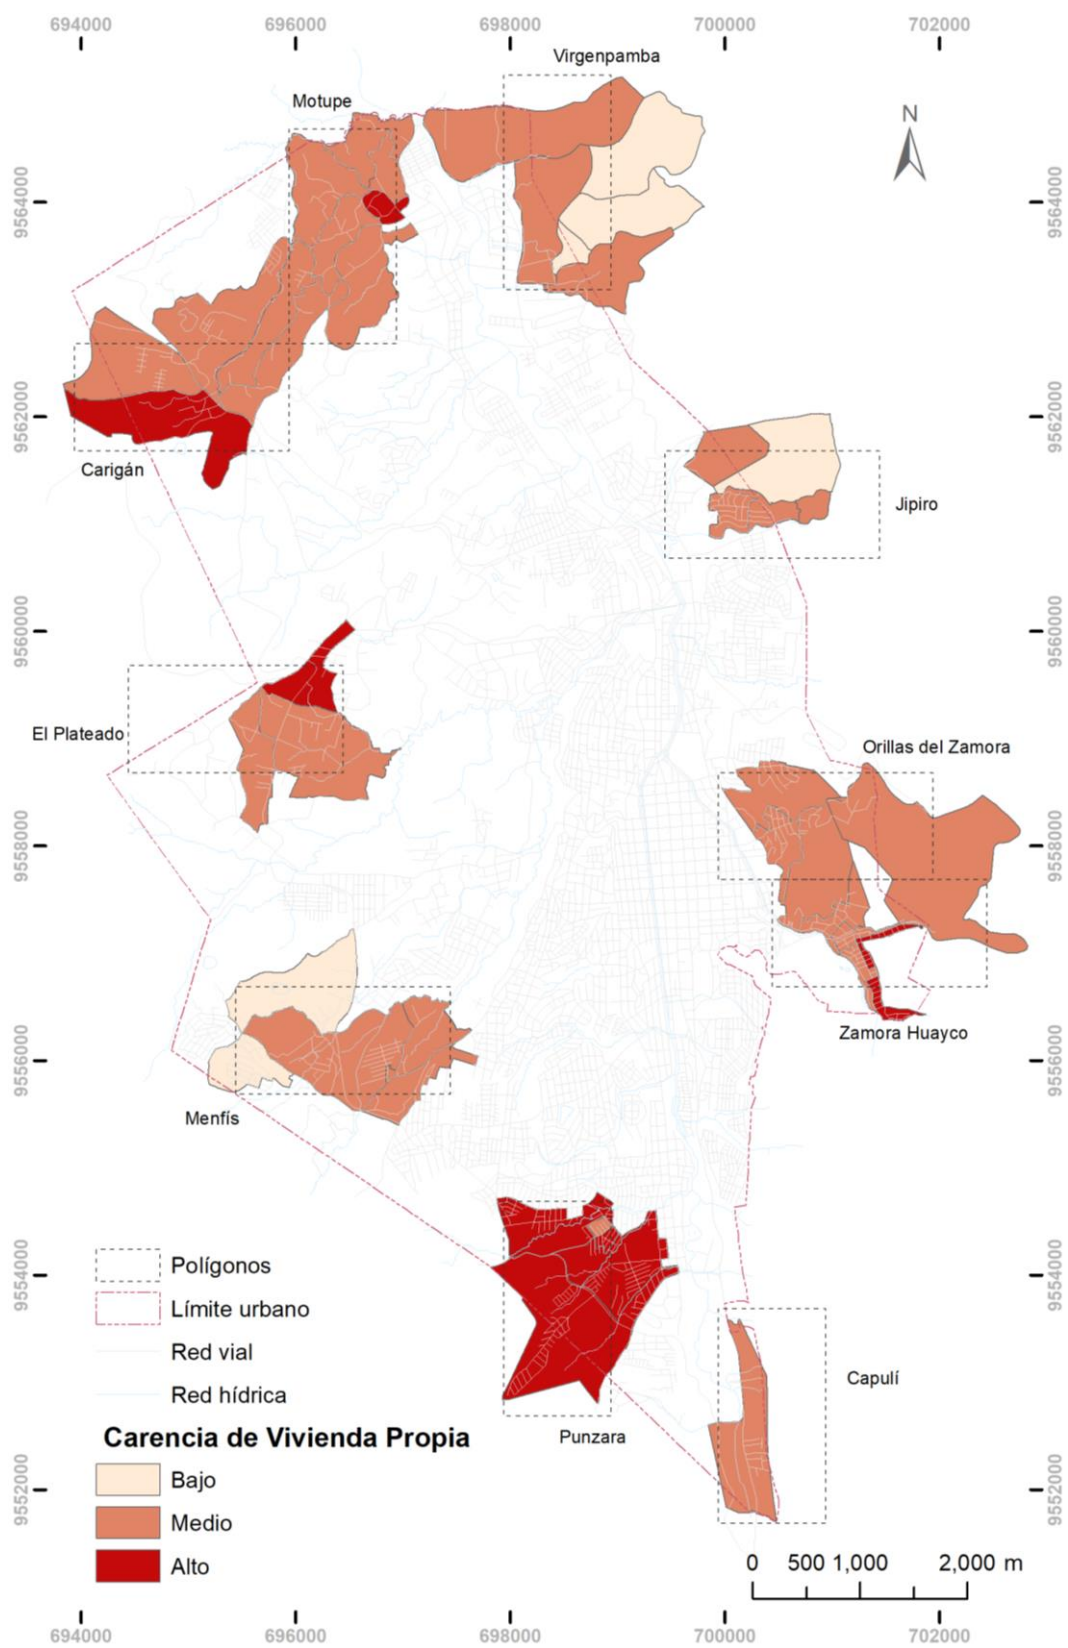 694000 696000 698000 700000 702000
Virgenpamba
Motupe
N
9564000 9564000
9562000 9562000
Carigán
Jipiro
9560000 9560000
El Plateado
Orillas del Zamora
9558000 9558000
Zamora Huayco
9556000 9556000
Menfís
9554000 9554000
Polígonos
Límite urbano
Red vial
Red hídrica
Capulí
Punzara
Carencia de Vivienda Propia
Bajo
9552000 9552000
Medio
Alto
0 500 1,000 2,000 m
694000 696000 698000 700000 702000